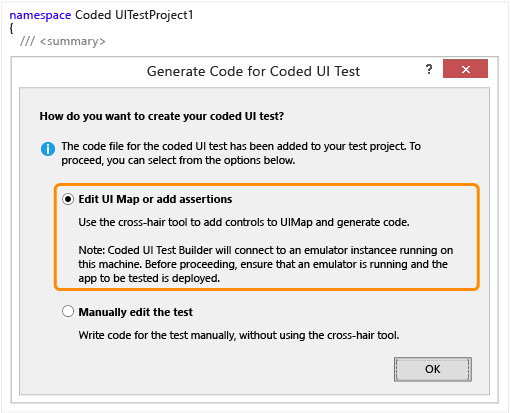 namespace Coded UITestProject1
{
/// <summary>
Generate Code for Coded UI Test
?
How do you want to create your coded UI test?
The code file for the coded UI test has been added to your test project. To
proceed, you can select from the options below.
Edit UI Map or add assertions
Use the cross-hair tool to add controls to UIMap and generate code.
Note: Coded UI Test Builder will connect to an emulator instancee running on
this machine. Before proceeding, ensure that an emulator is running and the
app to be tested is deployed.
Manually edit the test
Write code for the test manually, without using the cross-hair tool.
OK